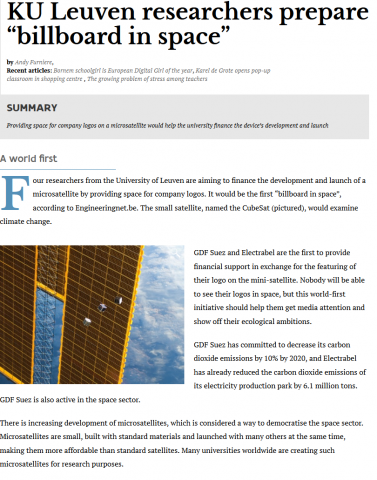 KU Leuven researchers prepare
“billboard in space”
by Andy Furniere,
Recent articles: Bornem schoolgirl is European Digital Girl of the year, Karel de Grote opens pop-up
classroom in shopping centre , The growing problem of stress among teachers
SUMMARY
Providing space for company logos on a microsatellite would help the university finance the device's development and launch
A world first
Four researchers from the University of Leuven are aiming to finance the development and launch of a
microsatellite by providing space for company logos. It would be the first "billboard in space",
according to Engineeringnet.be. The small satellite, named the CubeSat (pictured), would examine
climate change.
GDF Suez and Electrabel are the first to provide
financial support in exchange for the featuring of
their logo on the mini-satellite. Nobody will be able
to see their logos in space, but this world-first
initiative should help them get media attention and
show off their ecological ambitions.
GDF Suez has committed to decrease its carbon
dioxide emissions by 10% by 2020, and Electrabel
has already reduced the carbon dioxide emissions of
its electricity production park by 6.1 million tons.
GDF Suez is also active in the space sector.
There is increasing development of microsatellites, which is considered a way to democratise the space sector.
Microsatellites are small, built with standard materials and launched with many others at the same time,
making them more affordable than standard satellites. Many universities worldwide are creating such
microsatellites for research purposes.